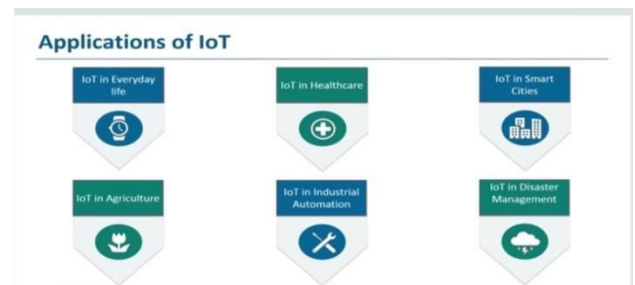 Applications of IoT
IoT in Everyday
life
IoT in Healthcare
IoT in Smart
Cities
IoT in Agriculture
IoT in Industrial
Automation
IoT in Disaster
Management